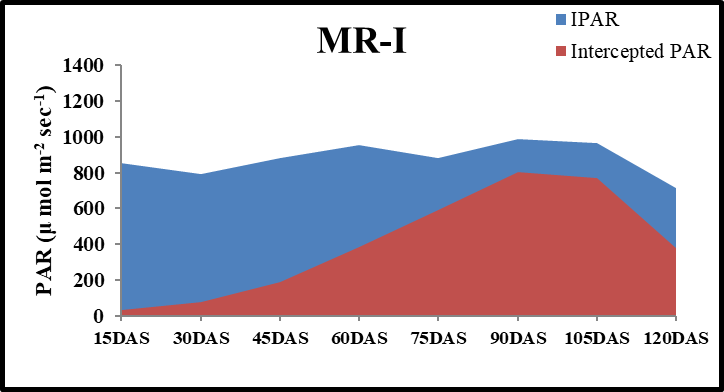 IPAR
Intercepted PAR
MR-I
PAR (µ mol m⁻² sec⁻¹)
1400
1200
1000
800
600
400
200
0
15DAS 30DAS 45DAS 60DAS 75DAS 90DAS 105DAS 120DAS